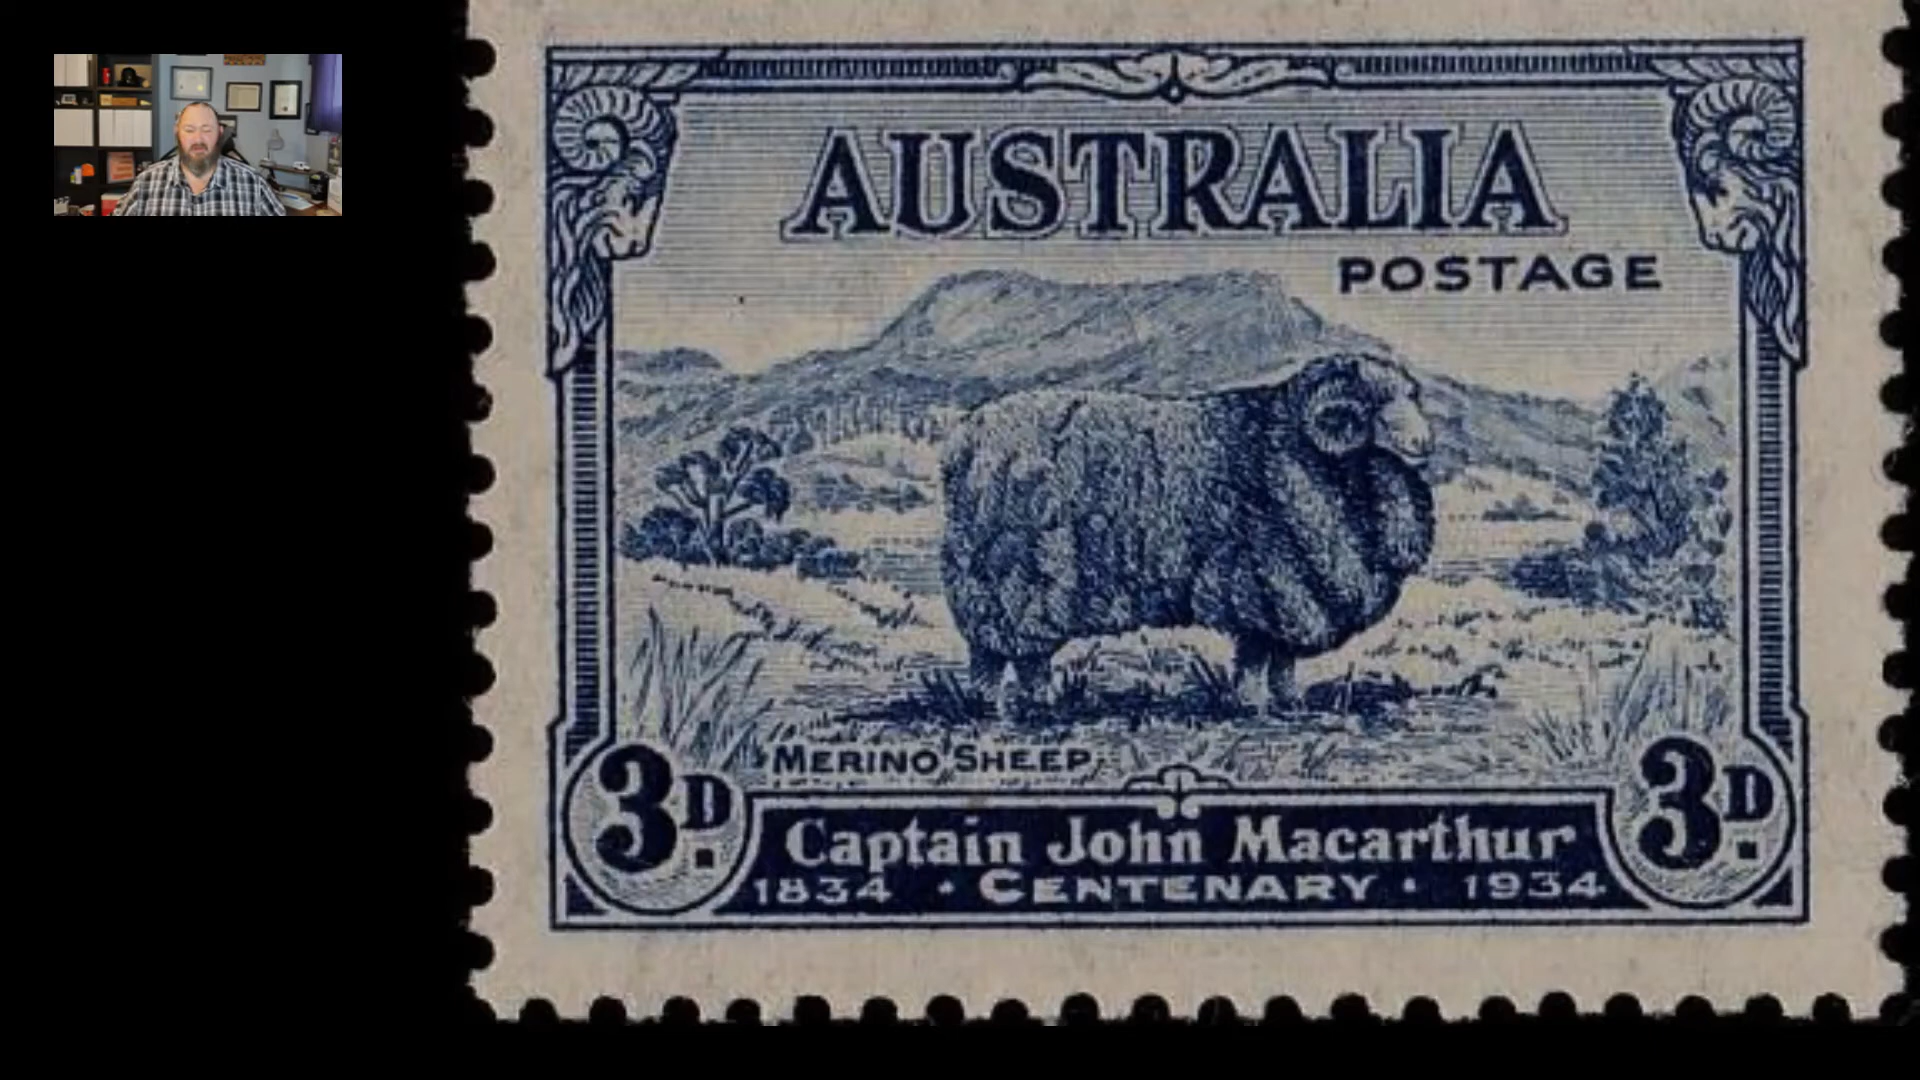 AUSTRALIA
POSTAGE
MERINO SHEEP
3D.
3D.
Captain John Macarthur
1834 · CENTENARY · 1934